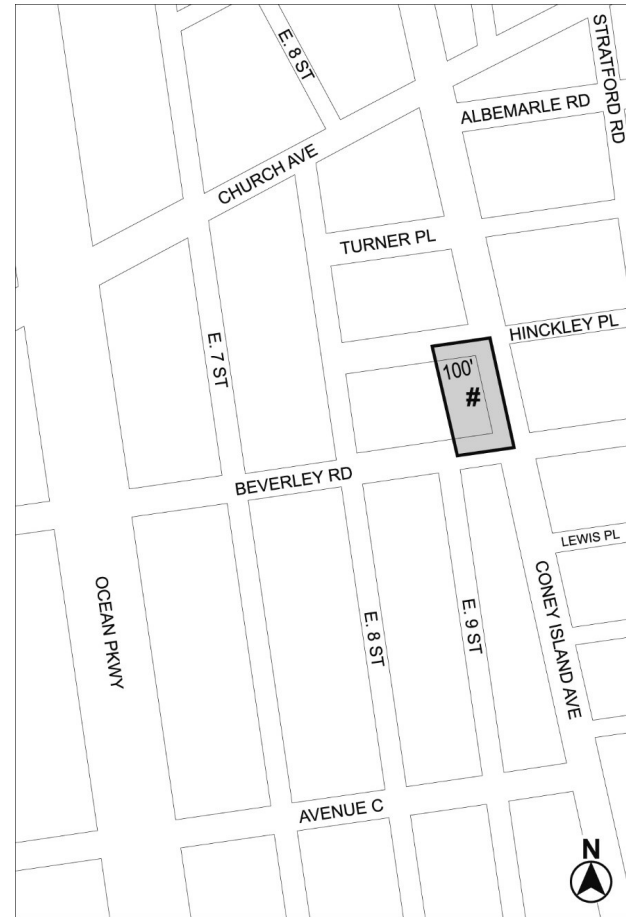 E. 8 ST
STRATFORD RD
ALBEMARLE RD
CHURCH AVE
TURNER PL
HINCKLEY PL
E. 7 ST
100'
#
BEVERLEY RD
LEWIS PL
OCEAN PKWY
E. 8 ST
E. 9 ST
CONEY ISLAND AVE
AVENUE C
N